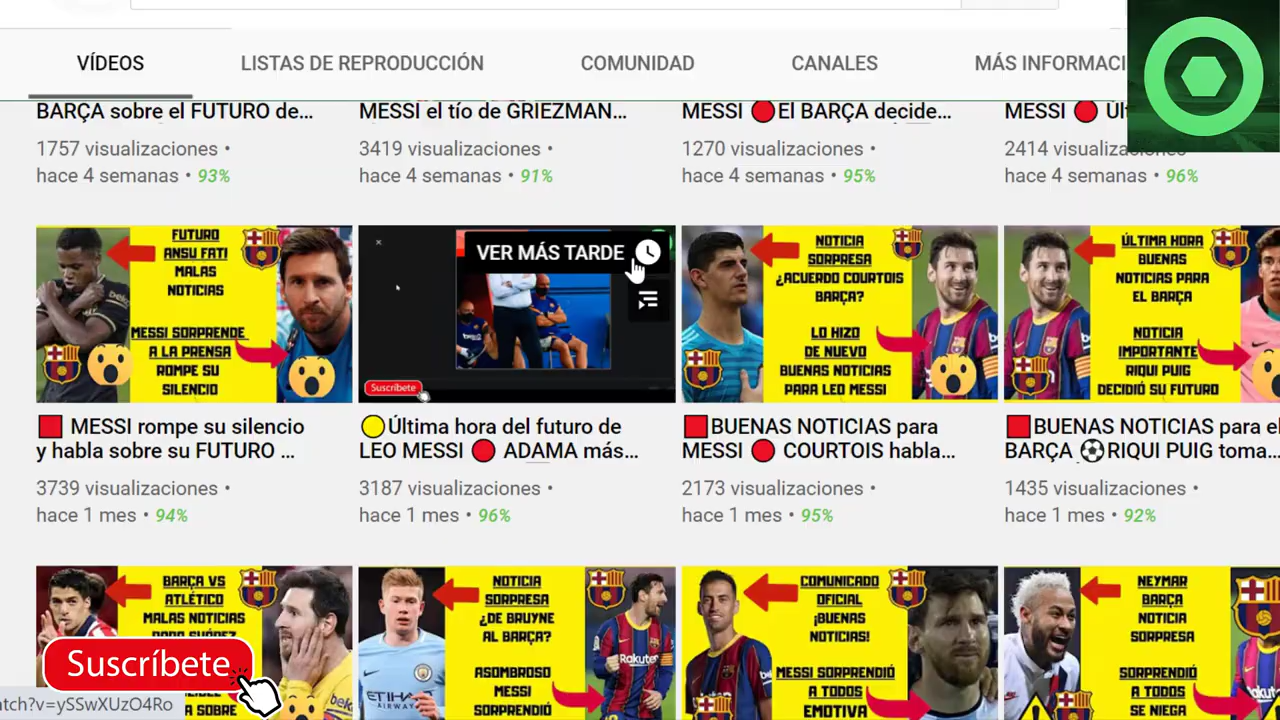 VÍDEOS
LISTAS DE REPRODUCCIÓN
COMUNIDAD
CANALES
MÁS INFORMACI
BARÇA sobre el FUTURO de...
1757 visualizaciones •
hace 4 semanas • 93%
MESSI el tío de GRIEZMAN...
3419 visualizaciones •
hace 4 semanas • 91%
MESSI 🔴El BARÇA decide...
1270 visualizaciones •
hace 4 semanas • 95%
MESSI 🔴
2414 visualizaciones •
hace 4 semanas • 96%
FUTURO
ANSU FATI
MALAS
NOTICIAS
MESSI SORPRENDE
A LA PRENSA
ROMPE SU
SILENCIO
🟥 MESSI rompe su silencio
y habla sobre su FUTURO ...
3739 visualizaciones •
hace 1 mes • 94%
VER MÁS TARDE
Suscríbete
🟡Última hora del futuro de
LEO MESSI 🔴 ADAMA más...
3187 visualizaciones •
hace 1 mes • 96%
NOTICIA
SORPRESA
¿ACUERDO COURTOIS
BARÇA?
LO HIZO
DE NUEVO
BUENAS NOTICIAS
PARA LEO MESSI
🟥BUENAS NOTICIAS para
MESSI 🔴 COURTOIS habla...
2173 visualizaciones •
hace 1 mes • 95%
ÚLTIMA HORA
BUENAS
NOTICIAS PARA
EL BARÇA
NOTICIA
IMPORTANTE
RIQUI PUIG
DECIDIÓ SU FUTURO
🟥BUENAS NOTICIAS para el
BARÇA ⚽RIQUI PUIG toma...
1435 visualizaciones •
hace 1 mes • 92%
BARÇA VS
ATLÉTICO
MALAS NOTICIAS
A SOBRE
Suscríbete
atch?v=ySSwXUzO4Ro
NOTICIA
SORPRESA
¿DE BRUYNE
AL BARÇA?
ASOMBROSO
MESSI
SORPRENDIÓ
ETIHAD
AIRWAYS
Rakuten
COMUNICADO
OFICIAL
¡BUENAS
NOTICIAS!
MESSI SORPRENDIÓ
A TODOS
EMOTIVA
NEYMAR
BARÇA
NOTICIA
SORPRESA
SORPRENDIÓ
A TODOS
SE NIEGA